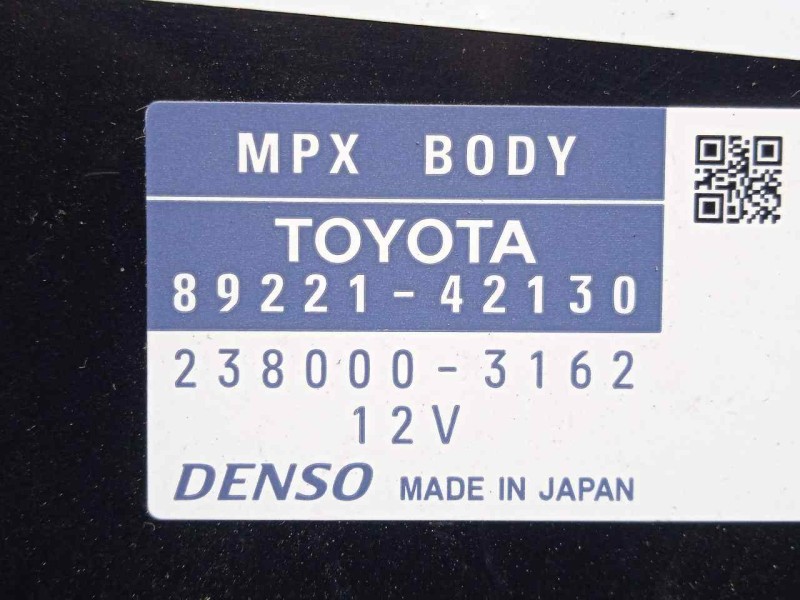 MPX BODY
TOYOTA
89221-42130
238000-3162
12V
DENSO MADE IN JAPAN